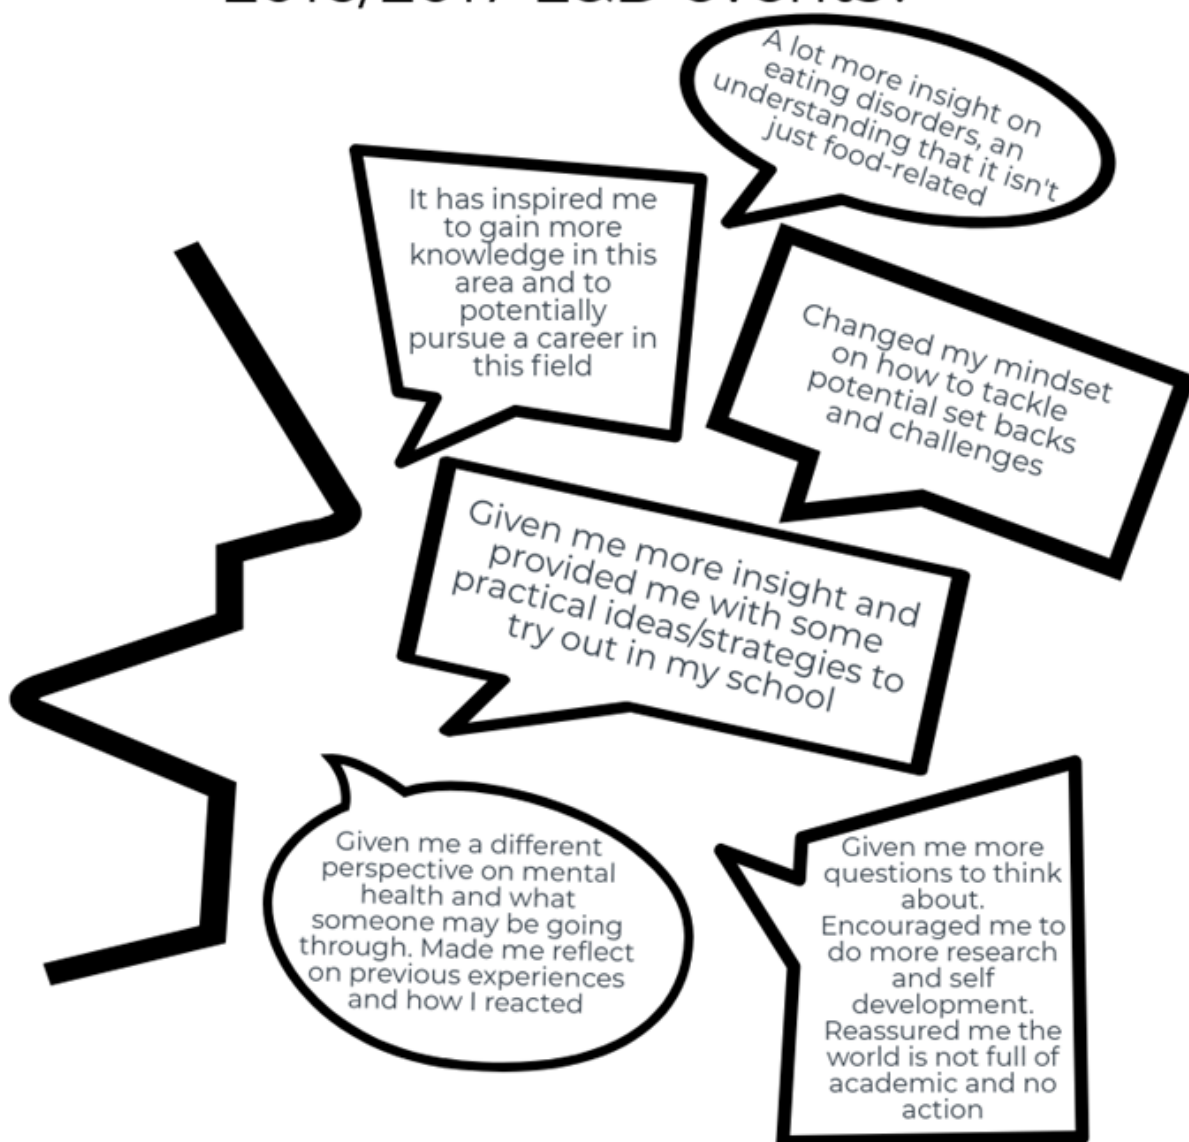 A lot more insight on
eating disorders, an
understanding that it isn't
just food-related
It has inspired me
to gain more
knowledge in this
area and to
potentially
pursue a career in
this field
Changed my mindset
on how to tackle
potential set backs
and challenges
Given me more insight and
provided me with some
practical ideas/strategies to
try out in my school
Given me a different
perspective on mental
health and what
someone may be going
through. Made me reflect
on previous experiences
and how I reacted
Given me more
questions to think
about.
Encouraged me to
do more research
and self
development.
Reassured me the
world is not full of
academic and no
action